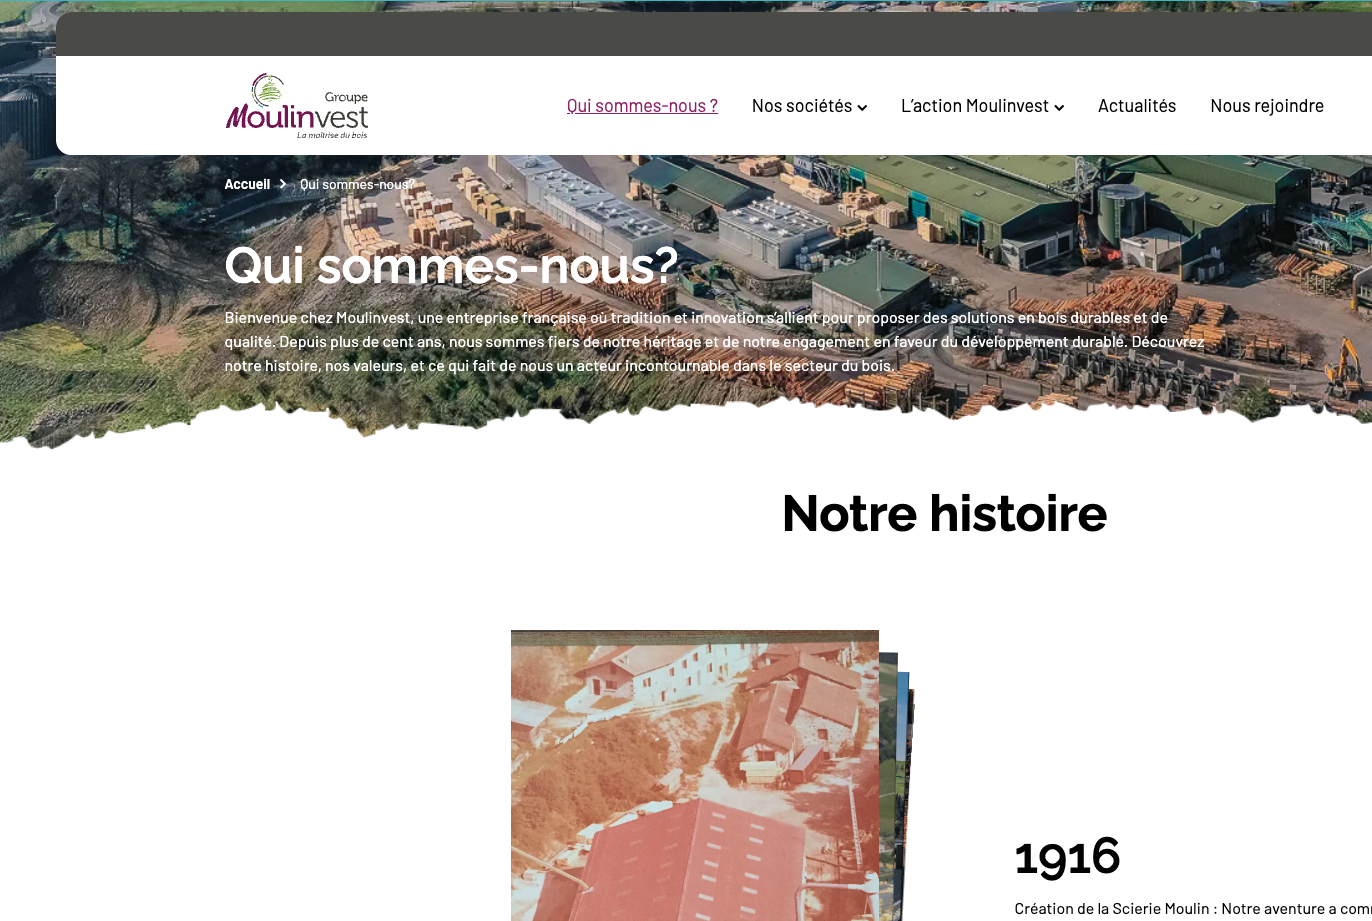 Groupe
Moulinvest
La maîtrise du bois
Qui sommes-nous ?
Nos sociétés
L’action Moulinvest
Actualités
Nous rejoindre
Accueil
Qui sommes-nous?
Qui sommes-nous?
Bienvenue chez Moulinvest, une entreprise française où tradition et innovation s’allient pour proposer des solutions en bois durables et de
qualité. Depuis plus de cent ans, nous sommes fiers de notre héritage et de notre engagement en faveur du développement durable. Découvrez
notre histoire, nos valeurs, et ce qui fait de nous un acteur incontournable dans le secteur du bois.
Notre histoire
1916
Création de la Scierie Moulin : Notre aventure a